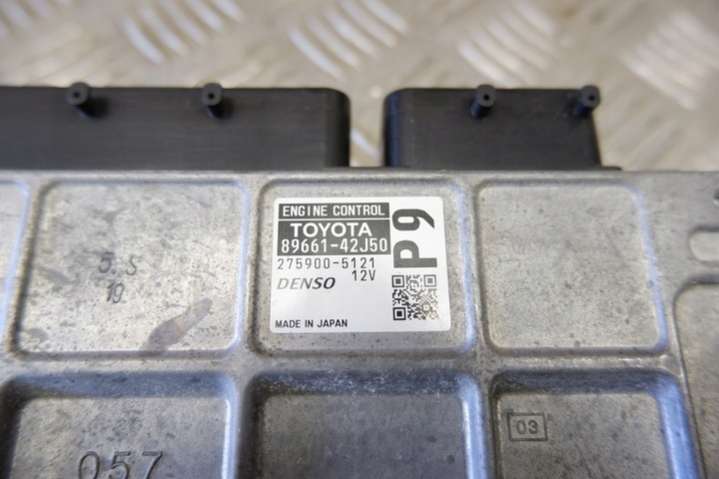 ENGINE CONTROL
TOYOTA
89661-42J50
275900-5121
12V
DENSO
MADE IN JAPAN
P9
5.S
19
057
03